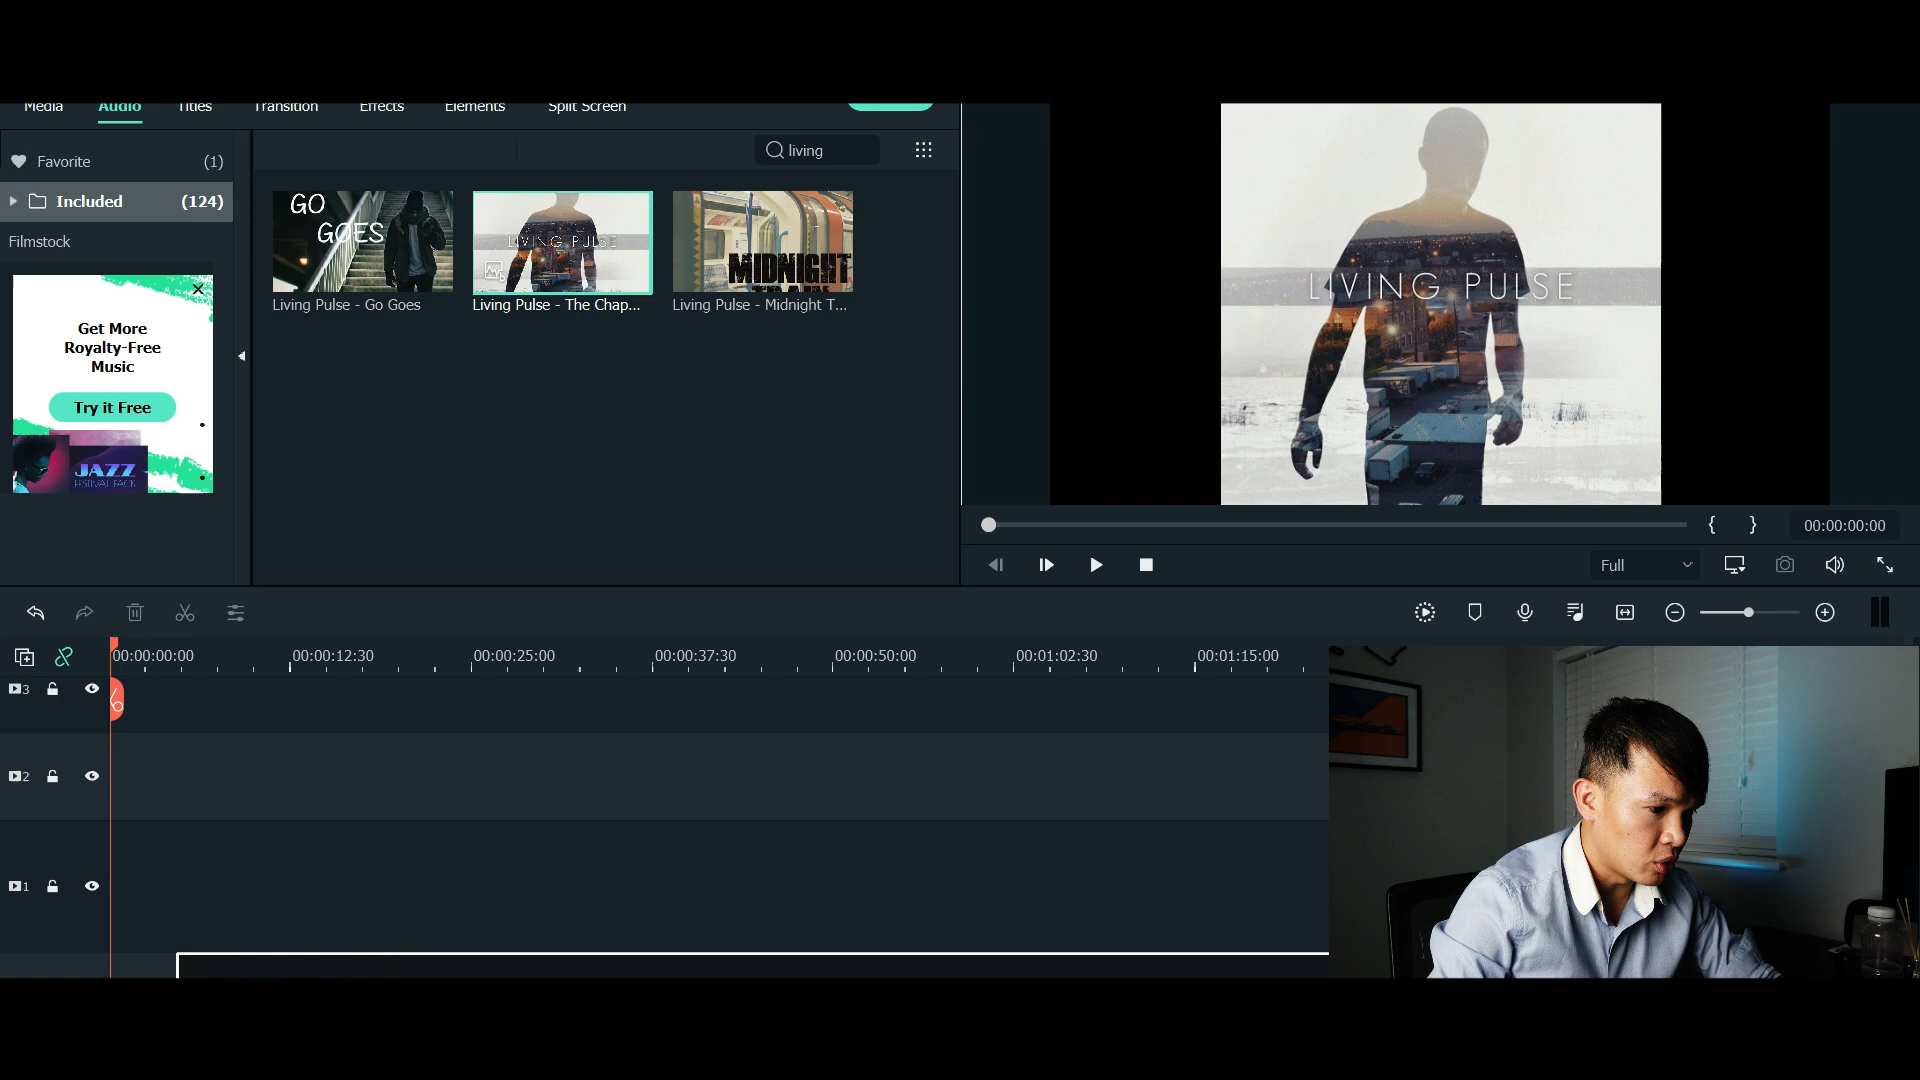 Media Audio Titles Transition Effects Elements Split Screen
Favorite (1)
Included (124)
Filmstock
Get More
Royalty-Free
Music
Try it Free
JAZZ
FESTIVAL PACK
living
GO
GOES
Living Pulse - Go Goes
LIVING PULSE
Living Pulse - The Chap...
MIDNIGHT
Living Pulse - Midnight T...
LIVING PULSE
{ } 00:00:00:00
Full
00:00:00:00 00:00:12:30 00:00:25:00 00:00:37:30 00:00:50:00 00:01:02:30 00:01:15:00
3
2
1